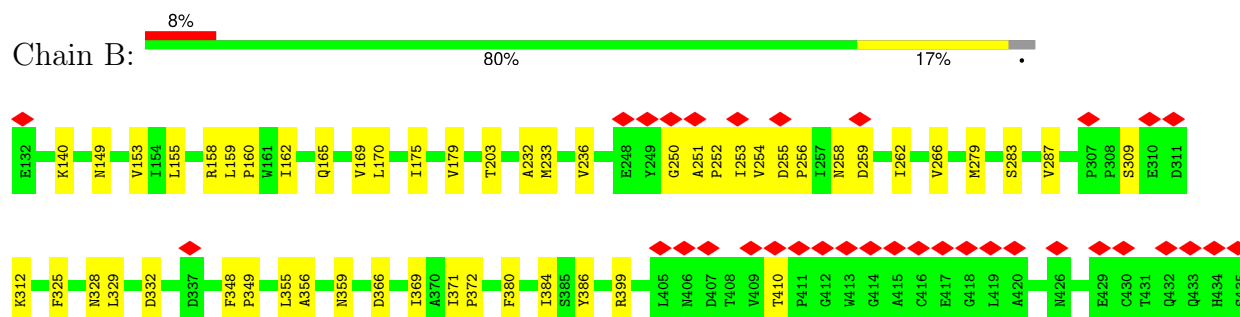 8%
Chain B:
80% 17% •
E132 K140 N149 V153 I154 L155 R158 L159 P160 W161 I162 Q165 V169 L170 I175 V179 T203 A232 M233 V236 E248 Y249 G250 A251 P252 I253 V254 D255 P256 I257 N258 D259 I262 V266 M279 S283 V287 P307 P308 S309 E310 D311
K312 F325 N328 L329 D332 D337 F348 P349 L355 A356 N359 D366 I369 A370 I371 P372 F380 I384 S385 Y386 R399 L405 N406 D407 T408 V409 T410 P411 G412 W413 G414 A415 C416 E417 G418 L419 A420 N426 E429 C430 T431 Q432 Q433 H434 S435